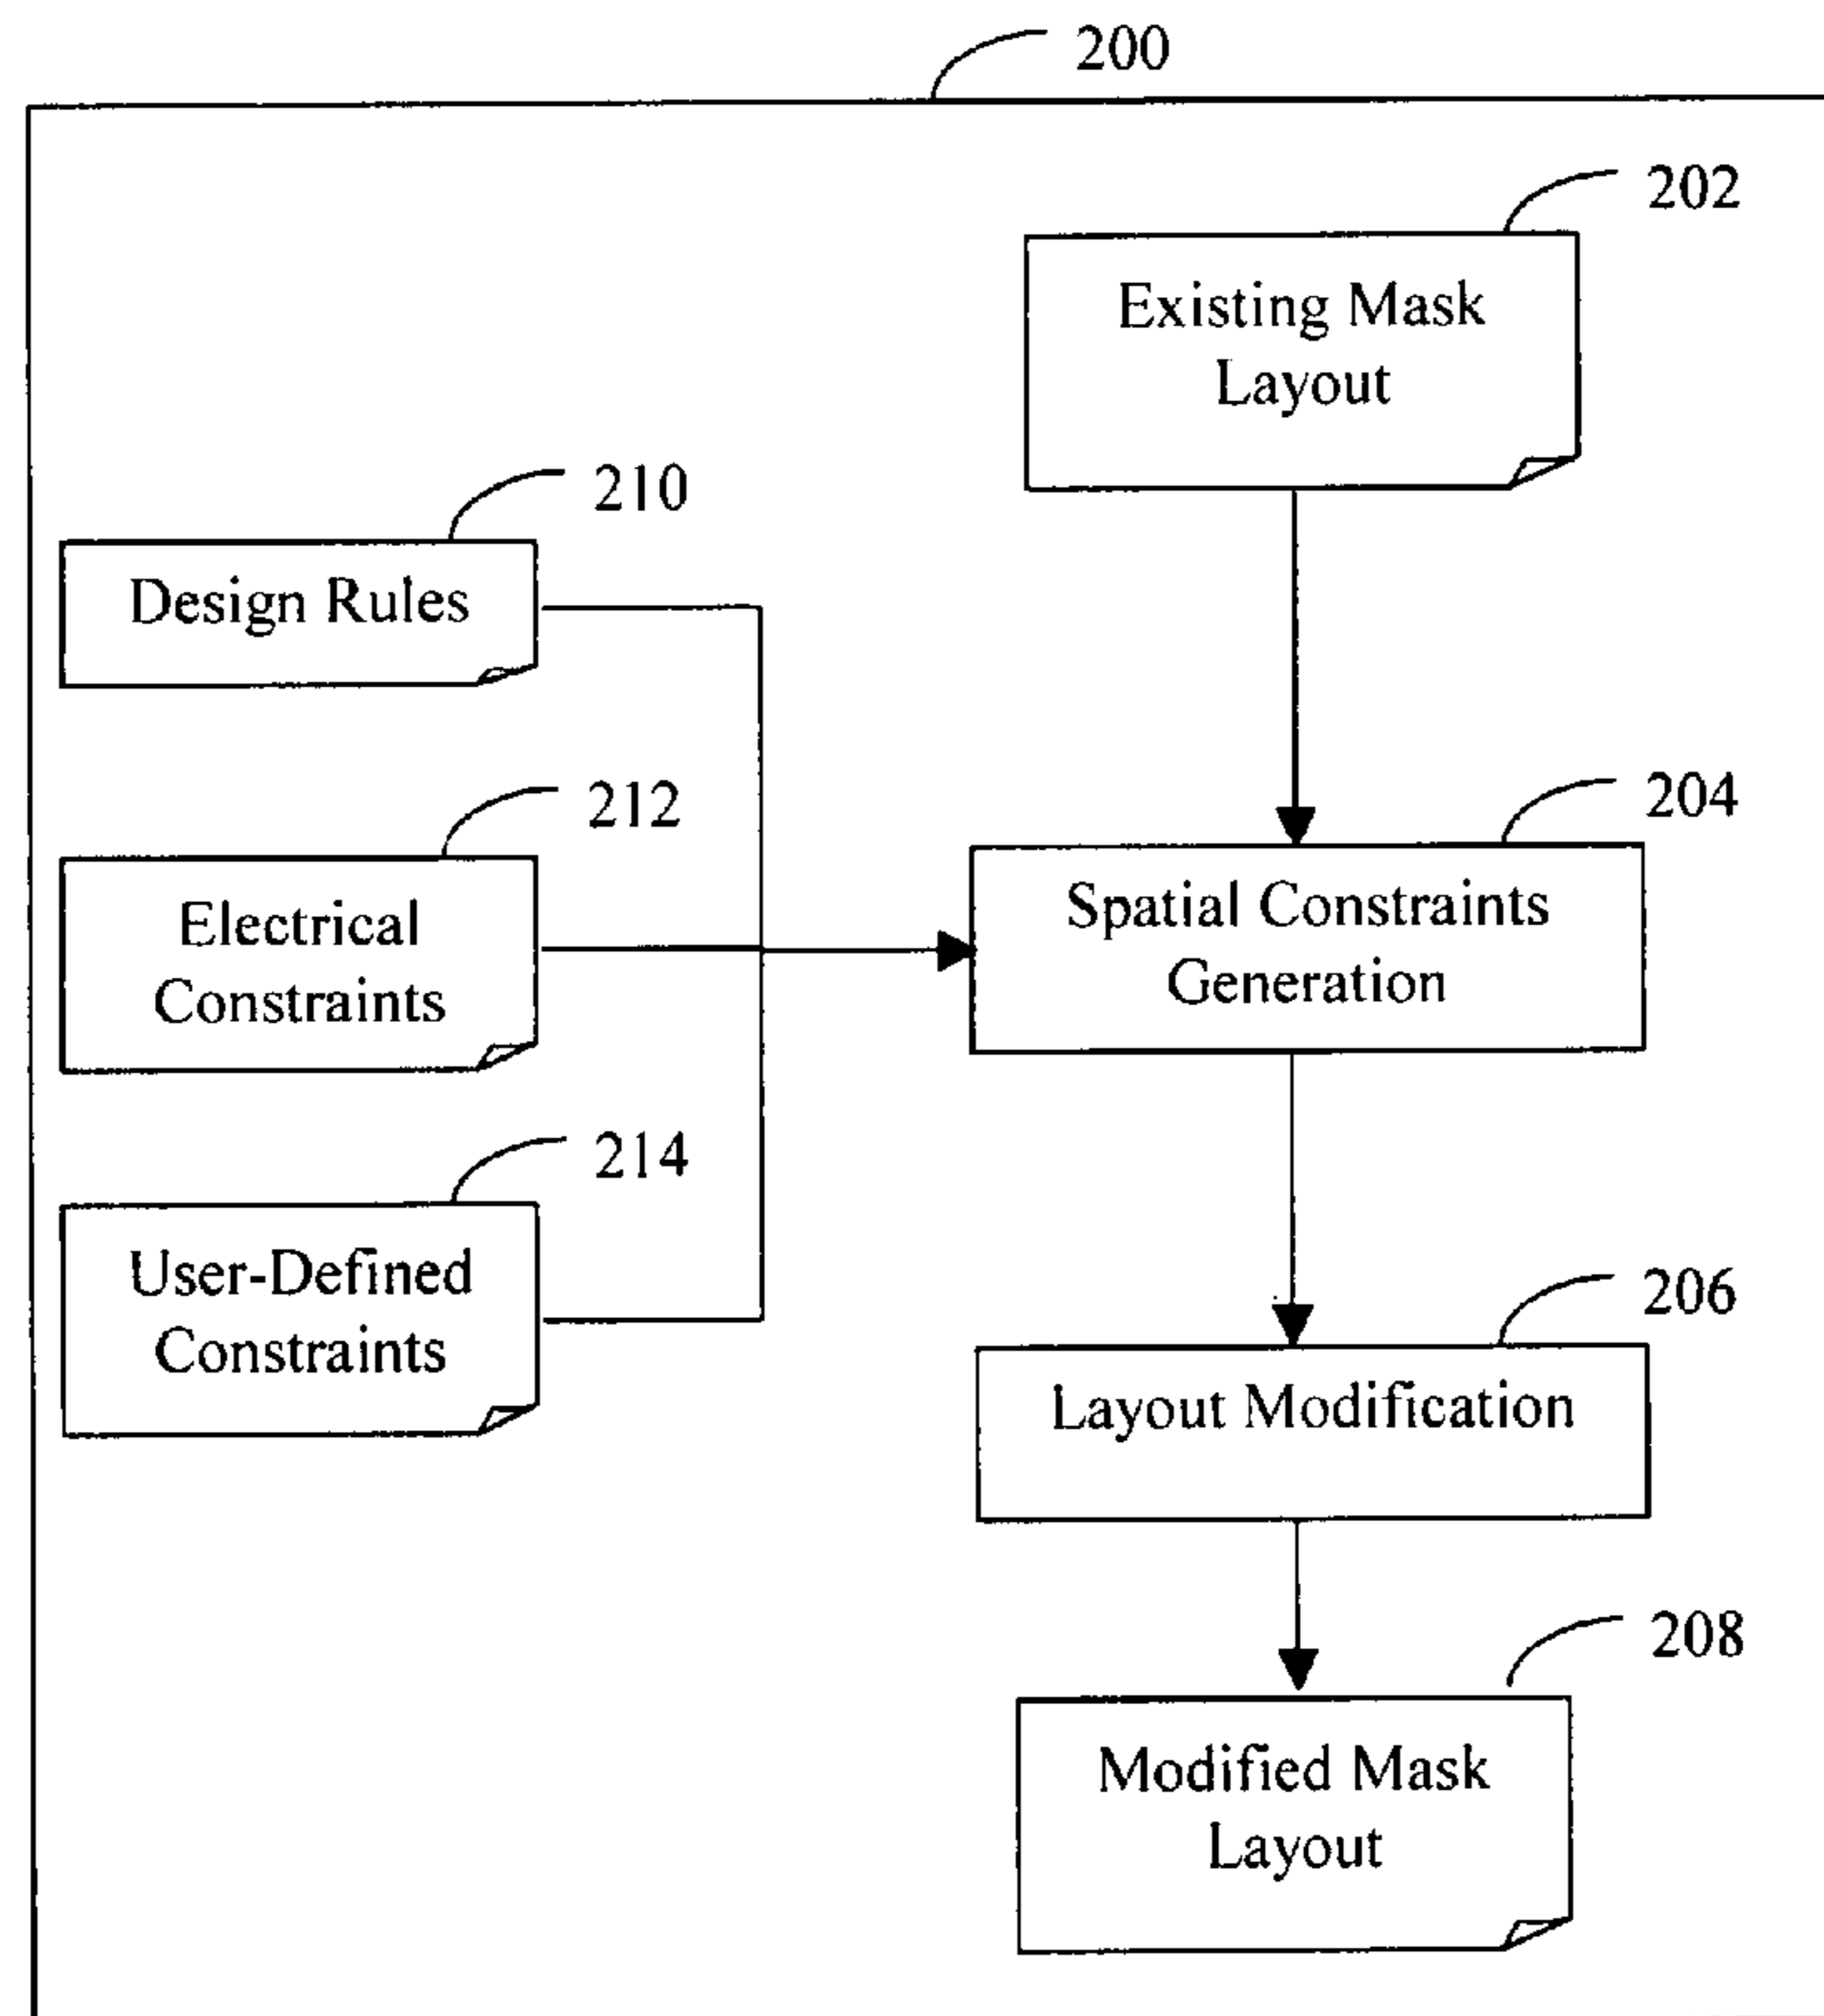 200
202
Existing Mask
Layout
210
Design Rules
212
Electrical
Constraints
204
Spatial Constraints
Generation
214
User-Defined
Constraints
206
Layout Modification
208
Modified Mask
Layout